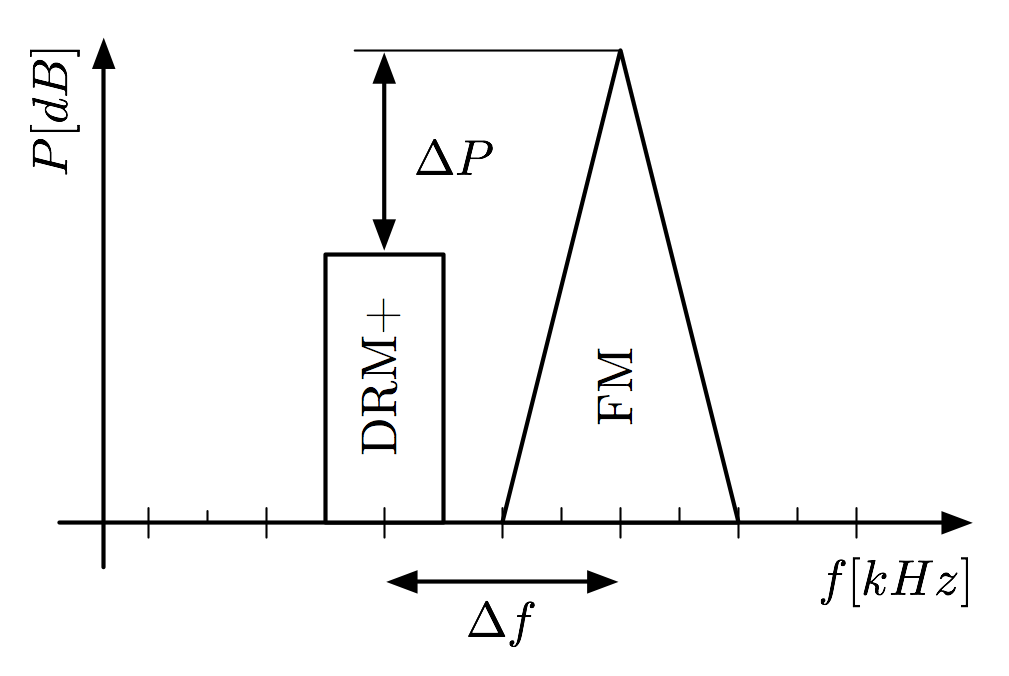 P[dB]
ΔP
DRM+
FM
f[kHz]
Δf